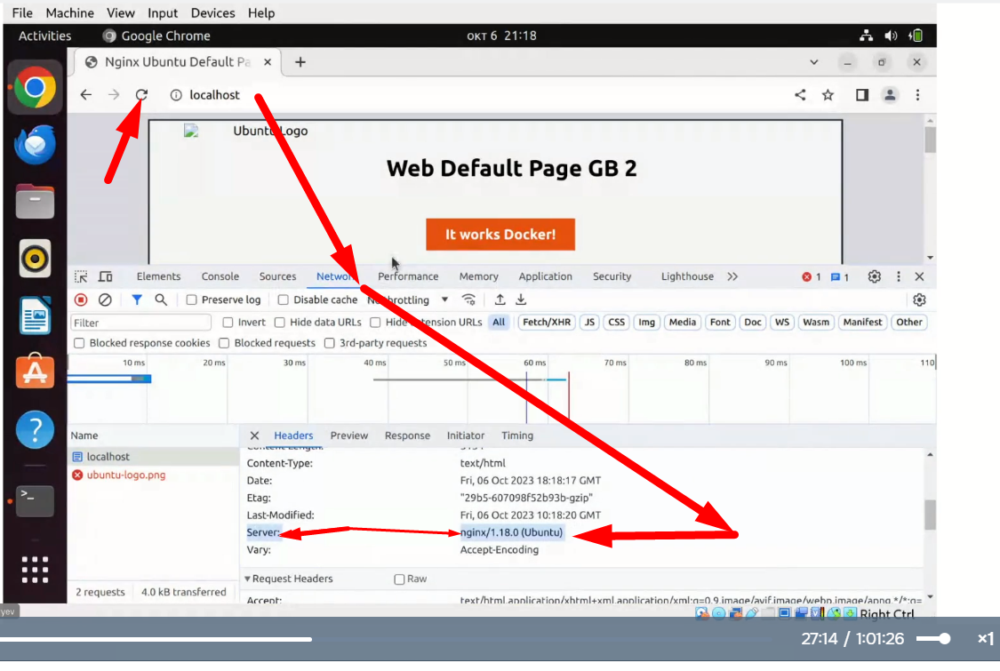 File Machine View Input Devices Help
Activities Google Chrome окт 6 21:18
Nginx Ubuntu Default Pa
localhost
Ubuntu Logo
Web Default Page GB 2
It works Docker!
Elements Console Sources Network Performance Memory Application Security Lighthouse 1 1
Preserve log Disable cache No throttling
Filter Invert Hide data URLs Hide extension URLs All Fetch/XHR JS CSS Img Media Font Doc WS Wasm Manifest Other
Blocked response cookies Blocked requests 3rd-party requests
10 ms 20 ms 30 ms 40 ms 50 ms 60 ms 70 ms 80 ms 90 ms 100 ms 110
Name Headers Preview Response Initiator Timing
localhost
ubuntu-logo.png
Content-Length:
Content-Type: text/html
Date: Fri, 06 Oct 2023 18:18:17 GMT
Etag: "29b5-607098f52b93b-gzip"
Last-Modified: Fri, 06 Oct 2023 10:18:20 GMT
Server: nginx/1.18.0 (Ubuntu)
Vary: Accept-Encoding
Request Headers Raw
2 requests 4.0 kB transferred
Accept: text/html,application/xhtml+xml,application/xml;q=0.9,image/avif,image/webp,image/apng,*/*;q=
yev
Right Ctrl
27:14 / 1:01:26 ×1